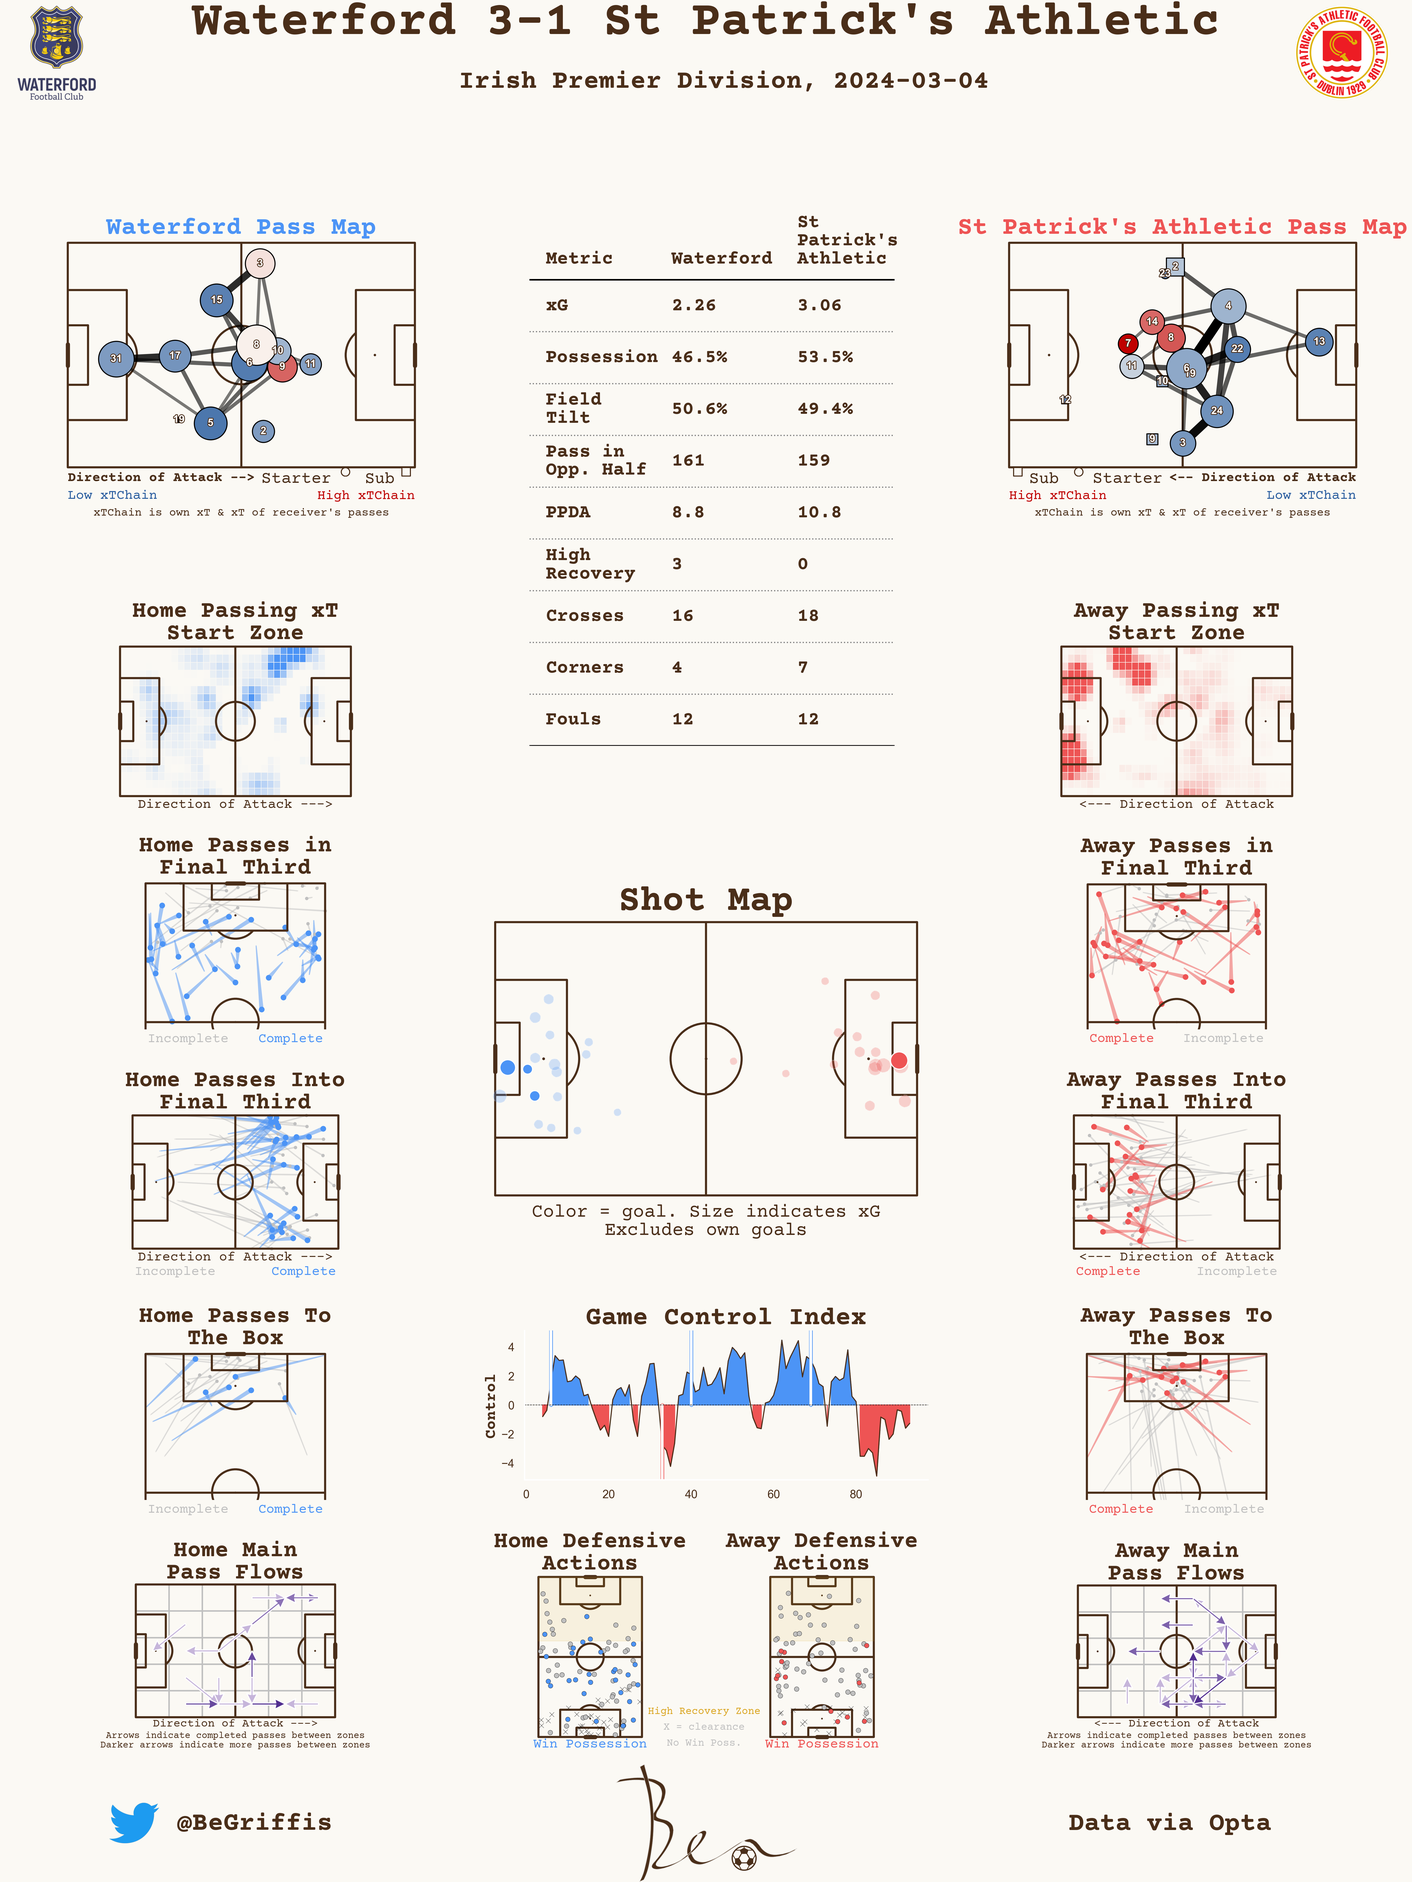 Waterford 3-1 St Patrick's Athletic
Irish Premier Division, 2024-03-04
WATERFORD
Football Club
ST PATRICK'S ATHLETIC FOOTBALL CLUB
DUBLIN 1929
Waterford Pass Map
3
15
8
10
31
17
6
9
11
19
5
2
Direction of Attack --> Starter Sub
Low xTChain High xTChain
xTChain is own xT & xT of receiver's passes
Metric Waterford St Patrick's Athletic
xG 2.26 3.06
Possession 46.5% 53.5%
Field Tilt 50.6% 49.4%
Pass in Opp. Half 161 159
PPDA 8.8 10.8
High Recovery 3 0
Crosses 16 18
Corners 4 7
Fouls 12 12
St Patrick's Athletic Pass Map
2
23
4
14
8
7
22
13
11
6
19
10
12
24
9
3
Sub Starter <-- Direction of Attack
High xTChain Low xTChain
xTChain is own xT & xT of receiver's passes
Home Passing xT
Start Zone
Direction of Attack --->
Away Passing xT
Start Zone
<--- Direction of Attack
Home Passes in
Final Third
Incomplete Complete
Away Passes in
Final Third
Complete Incomplete
Shot Map
Color = goal. Size indicates xG
Excludes own goals
Home Passes Into
Final Third
Direction of Attack --->
Incomplete Complete
Away Passes Into
Final Third
<--- Direction of Attack
Complete Incomplete
Home Passes To
The Box
Incomplete Complete
Game Control Index
Control
4
2
0
−2
−4
0 20 40 60 80
Away Passes To
The Box
Complete Incomplete
Home Main
Pass Flows
Direction of Attack --->
Arrows indicate completed passes between zones
Darker arrows indicate more passes between zones
Home Defensive
Actions
Win Possession
Away Defensive
Actions
Win Possession
High Recovery Zone
X = clearance
No Win Poss.
Away Main
Pass Flows
<--- Direction of Attack
Arrows indicate completed passes between zones
Darker arrows indicate more passes between zones
@BeGriffis
Ben
Data via Opta